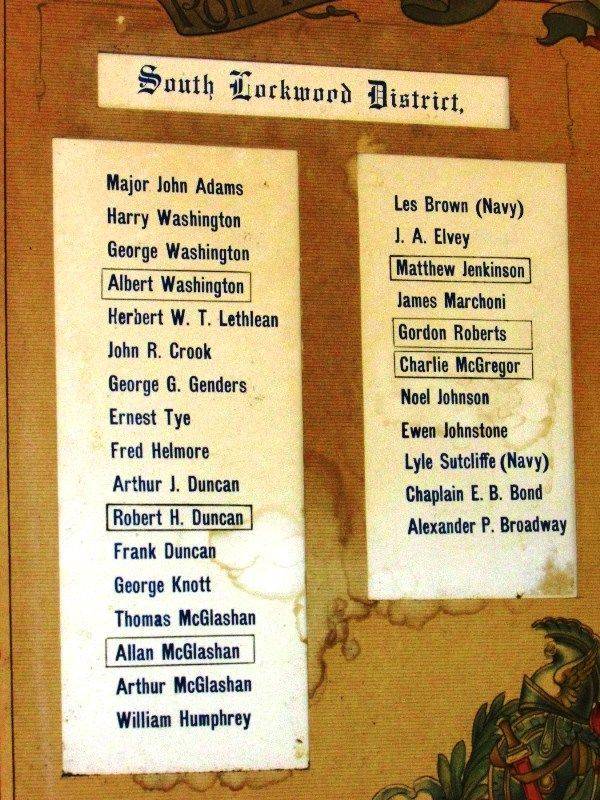 South Lockwood District.
Major John Adams
Harry Washington
George Washington
Albert Washington
Herbert W. T. Lethlean
John R. Crook
George G. Genders
Ernest Tye
Fred Helmore
Arthur J. Duncan
Robert H. Duncan
Frank Duncan
George Knott
Thomas McGlashan
Allan McGlashan
Arthur McGlashan
William Humphrey
Les Brown (Navy)
J. A. Elvey
Matthew Jenkinson
James Marchoni
Gordon Roberts
Charlie McGregor
Noel Johnson
Ewen Johnstone
Lyle Sutcliffe (Navy)
Chaplain E. B. Bond
Alexander P. Broadway